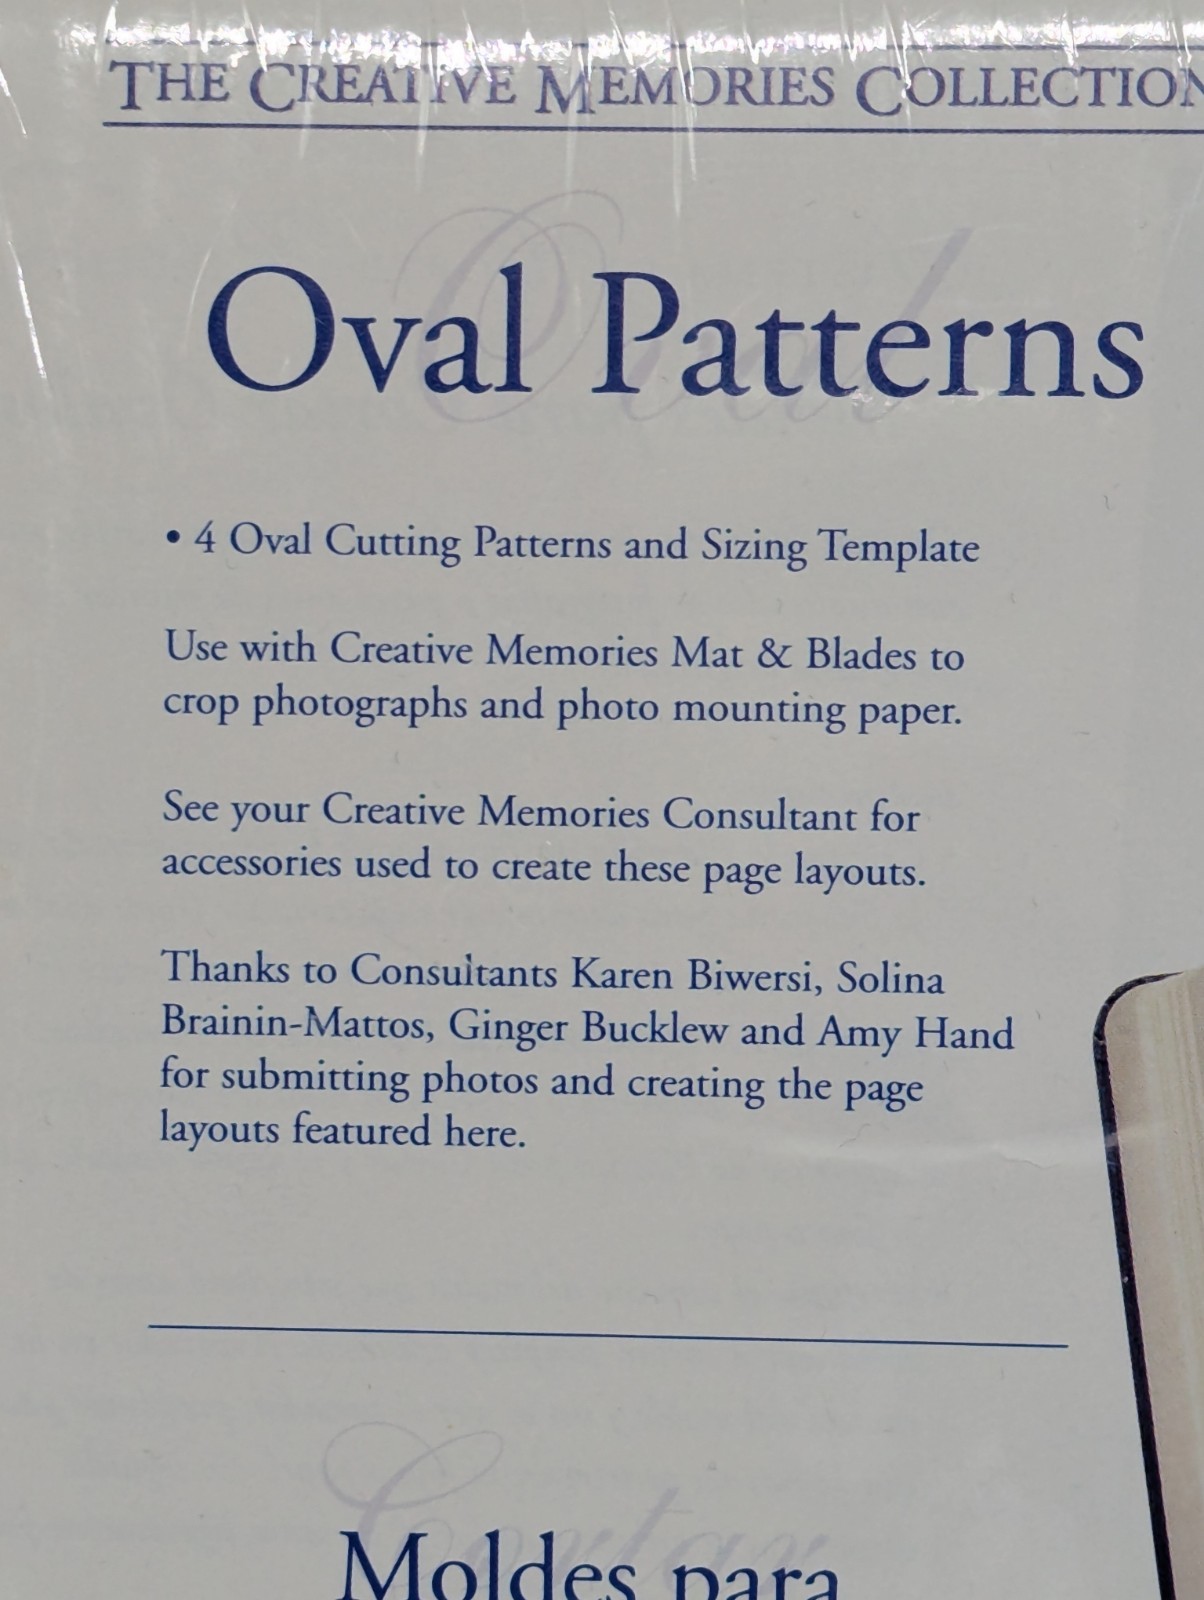 THE CREATIVE MEMORIES COLLECTION
Oval
Oval Patterns
• 4 Oval Cutting Patterns and Sizing Template
Use with Creative Memories Mat & Blades to
crop photographs and photo mounting paper.
See your Creative Memories Consultant for
accessories used to create these page layouts.
Thanks to Consultants Karen Biwersi, Solina
Brainin-Mattos, Ginger Bucklew and Amy Hand
for submitting photos and creating the page
layouts featured here.
Cortar
Moldes para